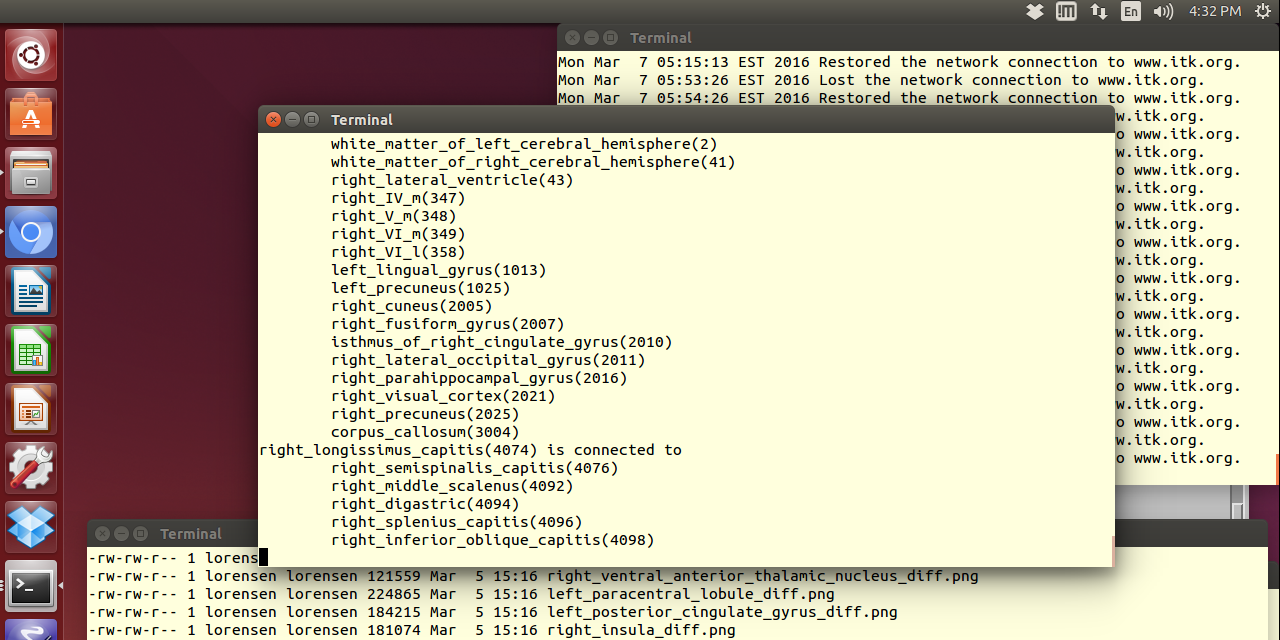 En 4:32 PM
Terminal
Mon Mar  7 05:15:13 EST 2016 Restored the network connection to www.itk.org.
Mon Mar  7 05:53:26 EST 2016 Lost the network connection to www.itk.org.
Mon Mar  7 05:54:26 EST 2016 Restored the network connection to www.itk.org.
w.itk.org.
o www.itk.org.
w.itk.org.
o www.itk.org.
w.itk.org.
o www.itk.org.
w.itk.org.
o www.itk.org.
w.itk.org.
o www.itk.org.
w.itk.org.
o www.itk.org.
w.itk.org.
o www.itk.org.
w.itk.org.
o www.itk.org.
w.itk.org.
o www.itk.org.
w.itk.org.
o www.itk.org.
Terminal
white_matter_of_left_cerebral_hemisphere(2)
white_matter_of_right_cerebral_hemisphere(41)
right_lateral_ventricle(43)
right_IV_m(347)
right_V_m(348)
right_VI_m(349)
right_VI_l(358)
left_lingual_gyrus(1013)
left_precuneus(1025)
right_cuneus(2005)
right_fusiform_gyrus(2007)
isthmus_of_right_cingulate_gyrus(2010)
right_lateral_occipital_gyrus(2011)
right_parahippocampal_gyrus(2016)
right_visual_cortex(2021)
right_precuneus(2025)
corpus_callosum(3004)
right_longissimus_capitis(4074) is connected to
right_semispinalis_capitis(4076)
right_middle_scalenus(4092)
right_digastric(4094)
right_splenius_capitis(4096)
right_inferior_oblique_capitis(4098)
Terminal
-rw-rw-r-- 1 lorens
-rw-rw-r-- 1 lorensen lorensen 121559 Mar  5 15:16 right_ventral_anterior_thalamic_nucleus_diff.png
-rw-rw-r-- 1 lorensen lorensen 224865 Mar  5 15:16 left_paracentral_lobule_diff.png
-rw-rw-r-- 1 lorensen lorensen 184215 Mar  5 15:16 left_posterior_cingulate_gyrus_diff.png
-rw-rw-r-- 1 lorensen lorensen 181074 Mar  5 15:16 right_insula_diff.png